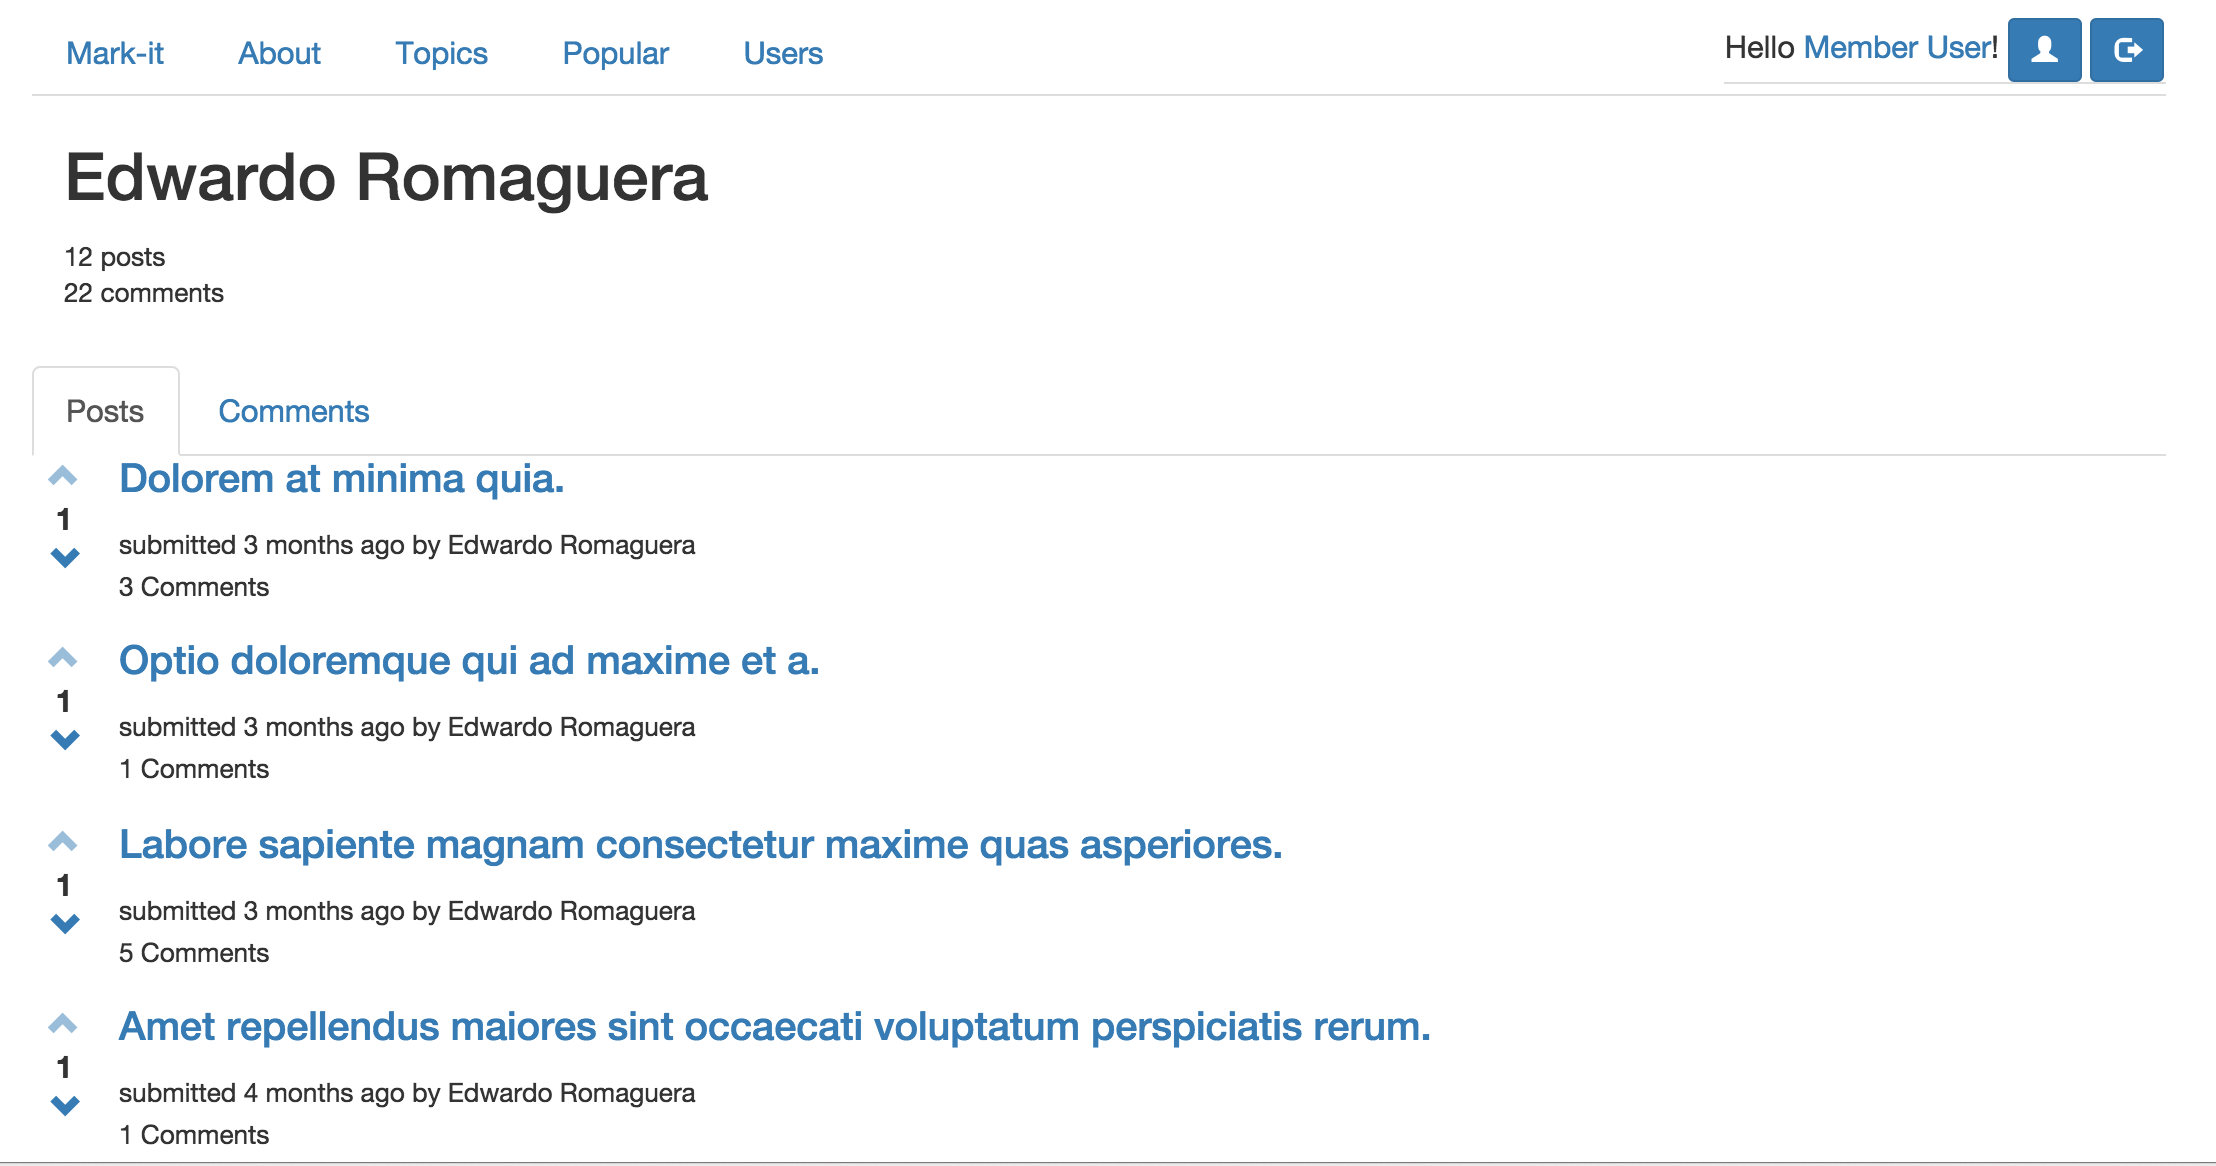 Mark-it About Topics Popular Users Hello Member User!
Edwardo Romaguera
12 posts
22 comments
Posts Comments
Dolorem at minima quia.
1
submitted 3 months ago by Edwardo Romaguera
3 Comments
Optio doloremque qui ad maxime et a.
1
submitted 3 months ago by Edwardo Romaguera
1 Comments
Labore sapiente magnam consectetur maxime quas asperiores.
1
submitted 3 months ago by Edwardo Romaguera
5 Comments
Amet repellendus maiores sint occaecati voluptatum perspiciatis rerum.
1
submitted 4 months ago by Edwardo Romaguera
1 Comments